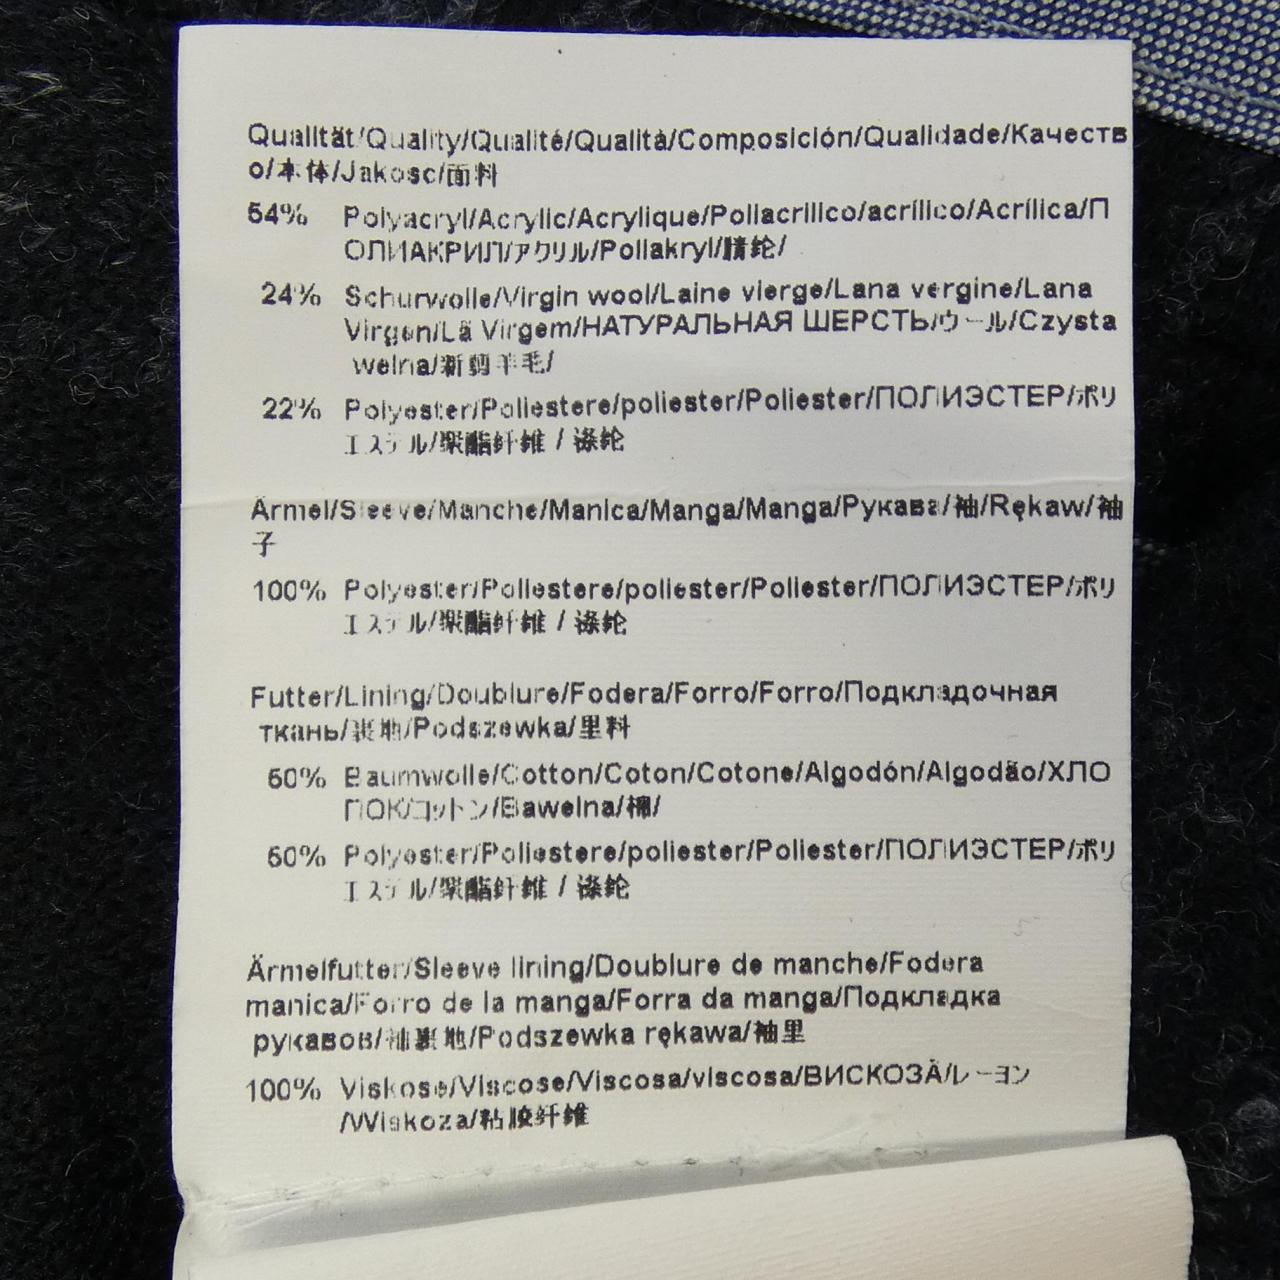 Qualität/Quality/Qualité/Qualità/Composición/Qualidade/Качеств
о/本体/Jakosc/面料
54% Polyacryl/Acrylic/Acrylique/Poliacrilico/acrílico/Acrílica/П
ОЛИАКРИЛ/アクリル/Poliakryl/腈纶/
24% Schurwolle/Virgin wool/Laine vierge/Lana vergine/Lana
Virgen/Lã Virgem/НАТУРАЛЬНАЯ ШЕРСТЬ/ウール/Czysta
welna/新剪羊毛/
22% Polyester/Poliestere/poliester/Poliester/ПОЛИЭСТЕР/ポリ
エステル/聚酯纤维 / 涤纶
Ärmel/Sleeve/Manche/Manica/Manga/Manga/Рукава/袖/Rękaw/袖
子
100% Polyester/Poliestere/poliester/Poliester/ПОЛИЭСТЕР/ポリ
エステル/聚酯纤维 / 涤纶
Futter/Lining/Doublure/Fodera/Forro/Forro/Подкладочная
ткань/裏地/Podszewka/里料
50% Baumwolle/Cotton/Coton/Cotone/Algodón/Algodão/ХЛО
ПОК/コットン/Bawelna/棉/
50% Polyester/Poliestere/poliester/Poliester/ПОЛИЭСТЕР/ポリ
エステル/聚酯纤维 / 涤纶
Ärmelfutter/Sleeve lining/Doublure de manche/Fodera
manica/Forro de la manga/Forra da manga/Подкладка
рукавов/袖裏地/Podszewka rękawa/袖里
100% Viskose/Viscose/Viscosa/viscosa/ВИСКОЗА/レーヨン
/Wiskoza/粘胶纤维